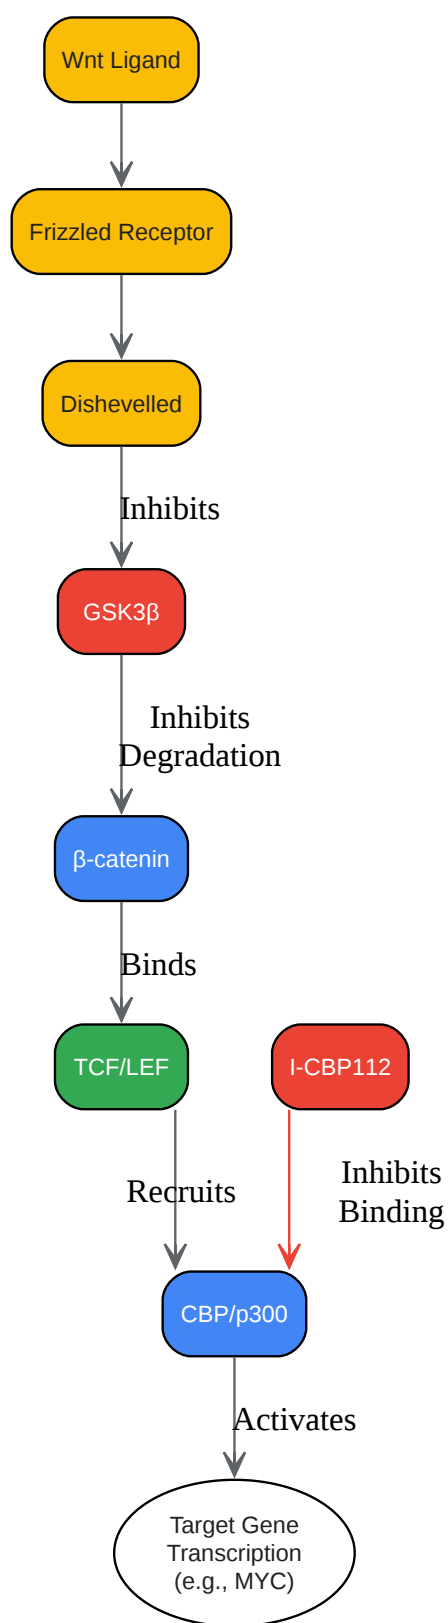 Wnt Ligand
Frizzled Receptor
Dishevelled
Inhibits
GSK3β
Inhibits
Degradation
β-catenin
Binds
TCF/LEF
I-CBP112
Recruits
Inhibits
Binding
CBP/p300
Activates
Target Gene
Transcription
(e.g., MYC)